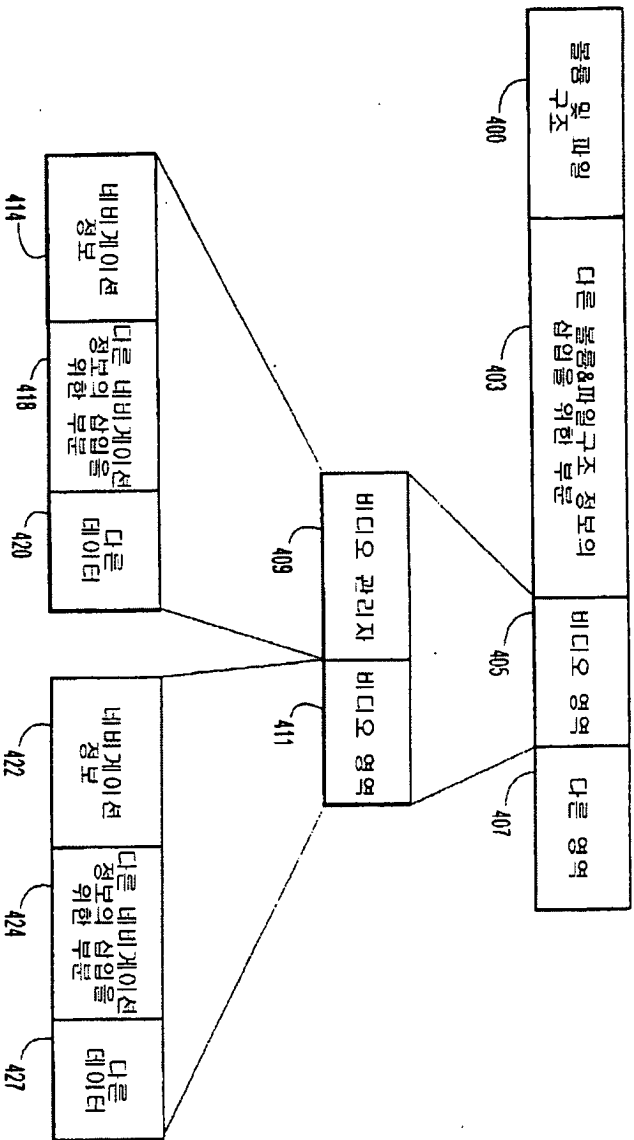 볼륨 및 파일
구조
400
다른 볼륨&파일구조 정보의
삽입을 위한 부분
403
비디오 영역
405
다른 영역
407
비디오 관리자
409
비디오 영역
411
네비게이션
정보
414
다른 네비게이션
정보의 삽입을
위한 부분
418
다른
데이터
420
네비게이션
정보
422
다른 네비게이션
정보의 삽입을
위한 부분
424
다른
데이터
427